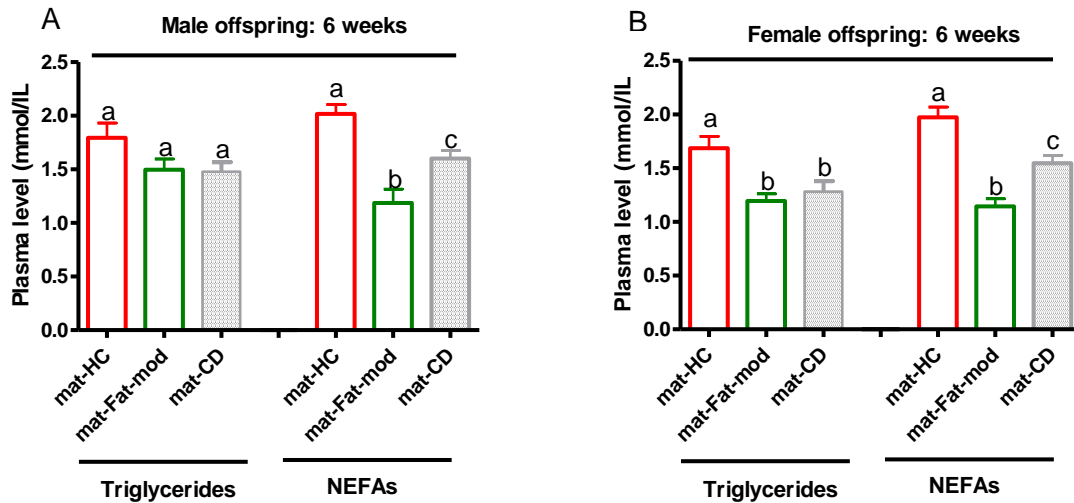 A
Male offspring: 6 weeks
Plasma level (mmol/lL)
2.5
2.0
1.5
1.0
0.5
0.0
a
a
a
a
b
c
mat-HC
mat-Fat-mod
mat-CD
mat-HC
mat-Fat-mod
mat-CD
Triglycerides
NEFAs
B
Female offspring: 6 weeks
Plasma level (mmol/lL)
2.5
2.0
1.5
1.0
0.5
0.0
a
b
b
a
b
c
mat-HC
mat-Fat-mod
mat-CD
mat-HC
mat-Fat-mod
mat-CD
Triglycerides
NEFAs